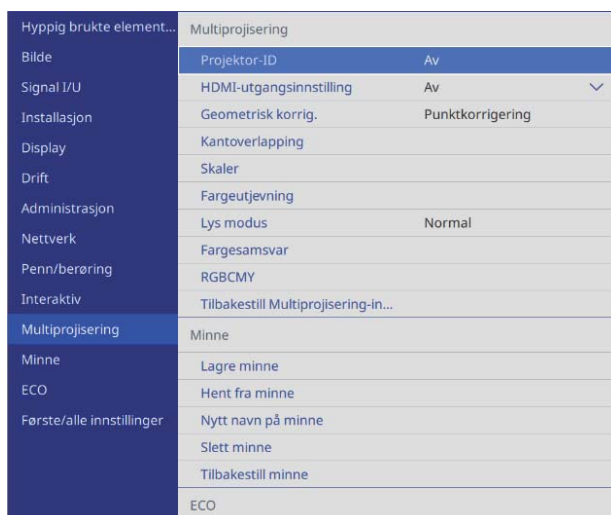 Hyppig brukte element...
Bilde
Signal I/U
Installasjon
Display
Drift
Administrasjon
Nettverk
Penn/berøring
Interaktiv
Multiprojisering
Minne
ECO
Første/alle innstillinger
Multiprojisering
Projektor-ID Av
HDMI-utgangsinnstilling Av
Geometrisk korrig. Punktkorrigering
Kantoverlapping
Skaler
Fargeutjevning
Lys modus Normal
Fargesamsvar
RGBCMY
Tilbakestill Multiprojisering-in...
Minne
Lagre minne
Hent fra minne
Nytt navn på minne
Slett minne
Tilbakestill minne
ECO